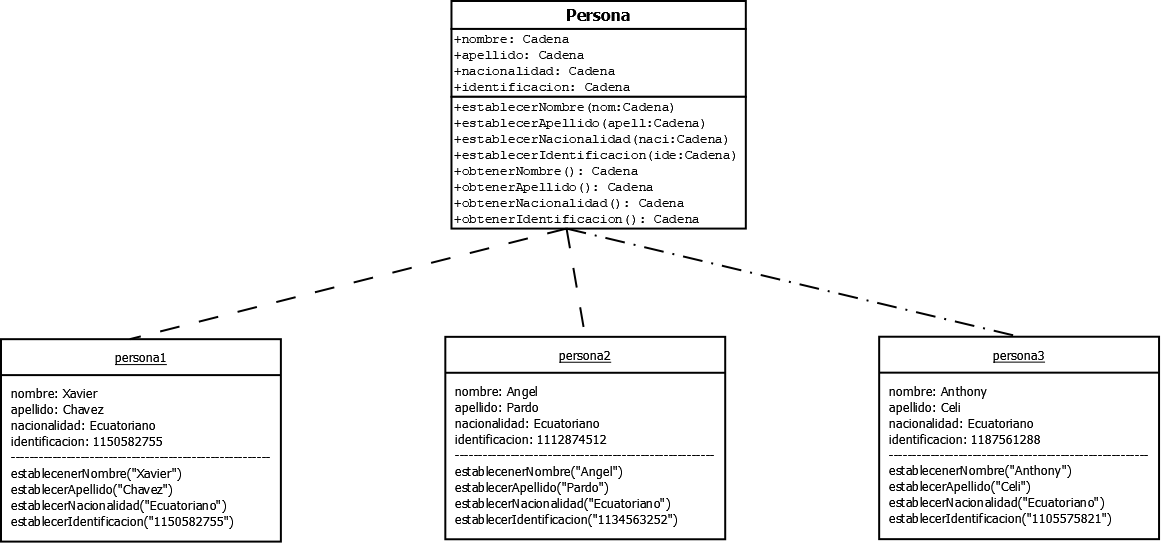 Persona
+nombre: Cadena
+apellido: Cadena
+nacionalidad: Cadena
+identificacion: Cadena
+establecerNombre(nom:Cadena)
+establecerApellido(apell:Cadena)
+establecerNacionalidad(naci:Cadena)
+establecerIdentificacion(ide:Cadena)
+obtenerNombre(): Cadena
+obtenerApellido(): Cadena
+obtenerNacionalidad(): Cadena
+obtenerIdentificacion(): Cadena
persona1
nombre: Xavier
apellido: Chavez
nacionalidad: Ecuatoriano
identificacion: 1150582755
establecenerNombre("Xavier")
establecerApellido("Chavez")
establecerNacionalidad("Ecuatoriano")
establecerIdentificacion("1150582755")
persona2
nombre: Angel
apellido: Pardo
nacionalidad: Ecuatoriano
identificacion: 1112874512
establecenerNombre("Angel")
establecerApellido("Pardo")
establecerNacionalidad("Ecuatoriano")
establecerIdentificacion("1134563252")
persona3
nombre: Anthony
apellido: Celi
nacionalidad: Ecuatoriano
identificacion: 1187561288
establecenerNombre("Anthony")
establecerApellido("Celi")
establecerNacionalidad("Ecuatoriano")
establecerIdentificacion("1105575821")